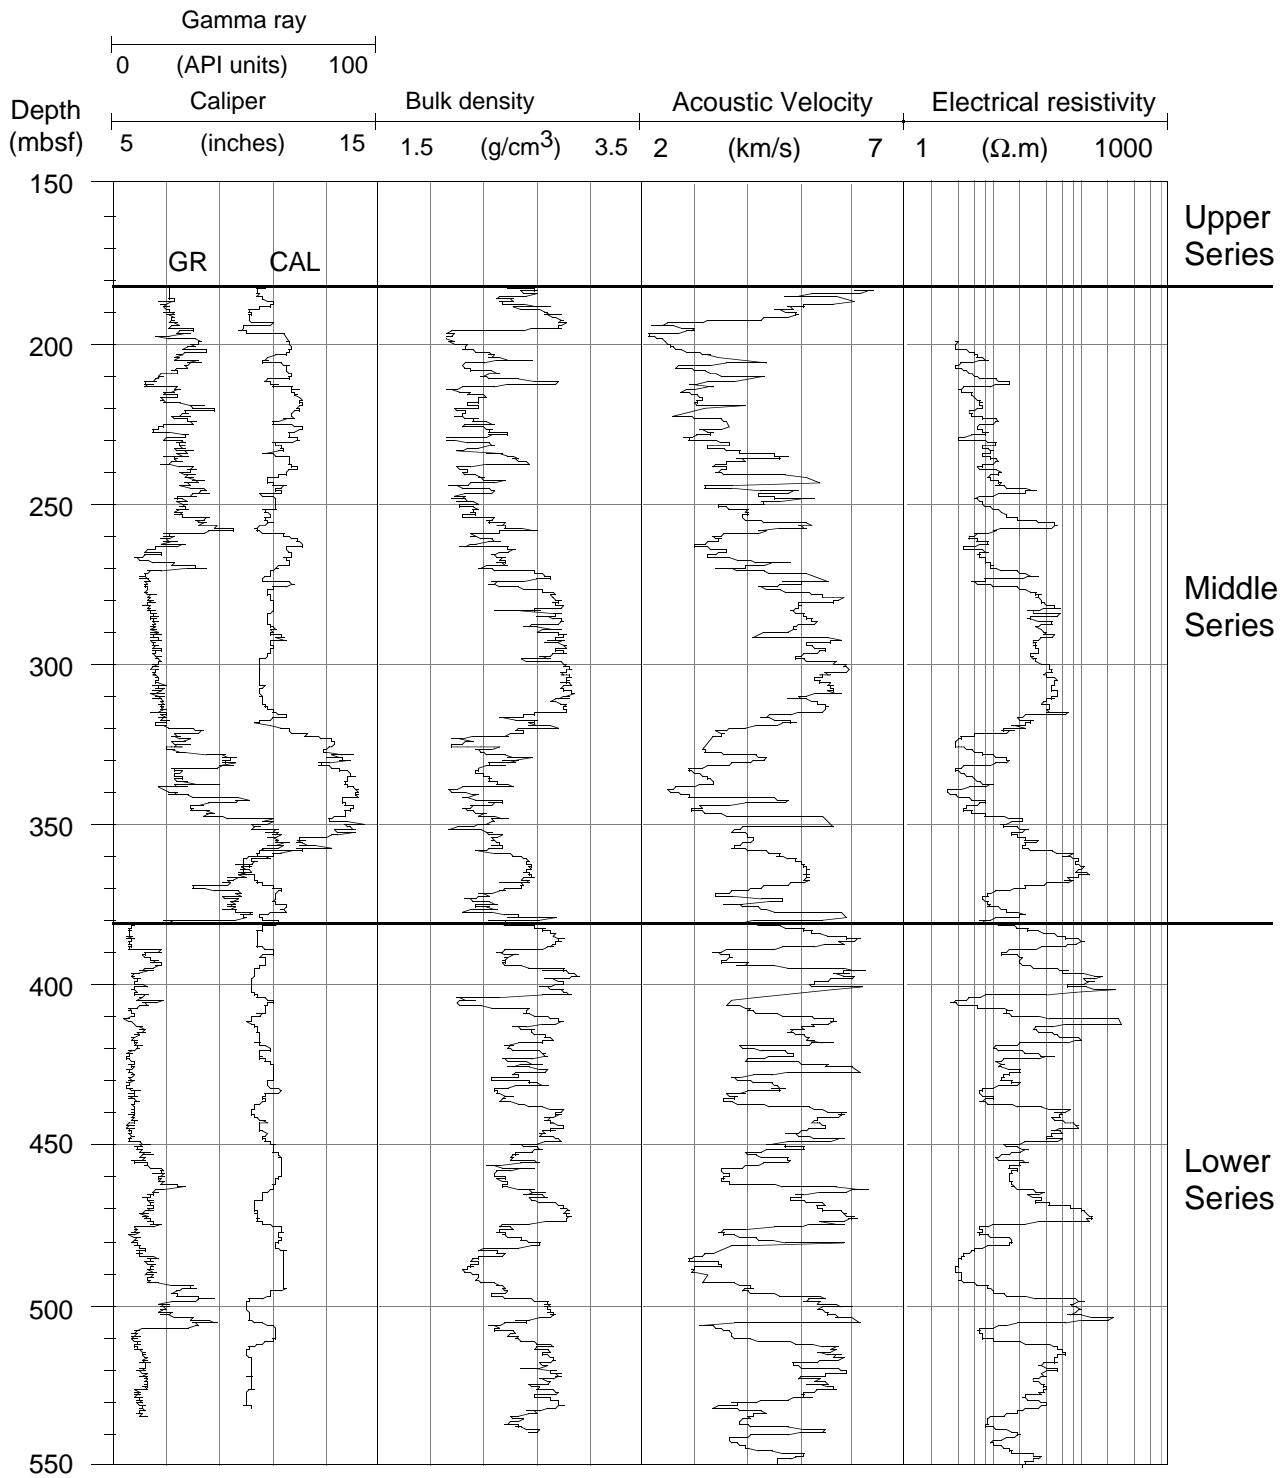 Gamma ray
0 (API units) 100
Depth (mbsf)
Caliper
5 (inches) 15
Bulk density
1.5 (g/cm3) 3.5
Acoustic Velocity
2 (km/s) 7
Electrical resistivity
1 (Ω.m) 1000
150
Upper Series
GR CAL
200
250
Middle Series
300
350
400
450
Lower Series
500
550